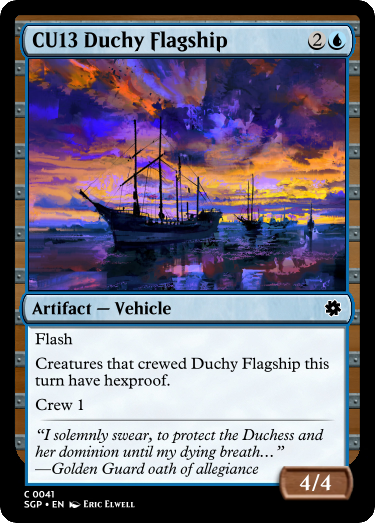 CU13 Duchy Flagship 2
Artifact — Vehicle
Flash
Creatures that crewed Duchy Flagship this
turn have hexproof.
Crew 1
“I solemnly swear, to protect the Duchess and
her dominion until my dying breath…”
—Golden Guard oath of allegiance
4/4
C 0041
SGP • EN Eric Elwell